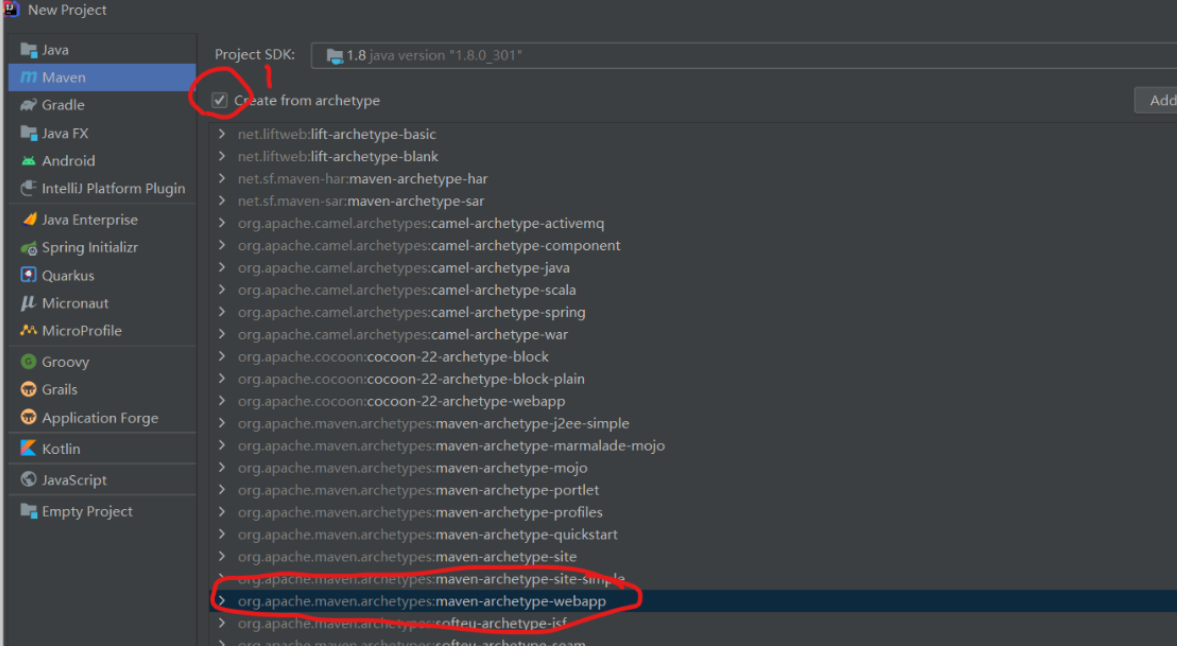 New Project
Java
Maven
Gradle
Java FX
Android
IntelliJ Platform Plugin
Java Enterprise
Spring Initializr
Quarkus
Micronaut
MicroProfile
Groovy
Grails
Application Forge
Kotlin
JavaScript
Empty Project
Project SDK: 1.8 java version "1.8.0_301"
1
Create from archetype
Add
net.liftweb:lift-archetype-basic
net.liftweb:lift-archetype-blank
net.sf.maven-har:maven-archetype-har
net.sf.maven-sar:maven-archetype-sar
org.apache.camel.archetypes:camel-archetype-activemq
org.apache.camel.archetypes:camel-archetype-component
org.apache.camel.archetypes:camel-archetype-java
org.apache.camel.archetypes:camel-archetype-scala
org.apache.camel.archetypes:camel-archetype-spring
org.apache.camel.archetypes:camel-archetype-war
org.apache.cocoon:cocoon-22-archetype-block
org.apache.cocoon:cocoon-22-archetype-block-plain
org.apache.cocoon:cocoon-22-archetype-webapp
org.apache.maven.archetypes:maven-archetype-j2ee-simple
org.apache.maven.archetypes:maven-archetype-marmalade-mojo
org.apache.maven.archetypes:maven-archetype-mojo
org.apache.maven.archetypes:maven-archetype-portlet
org.apache.maven.archetypes:maven-archetype-profiles
org.apache.maven.archetypes:maven-archetype-quickstart
org.apache.maven.archetypes:maven-archetype-site
org.apache.maven.archetypes:maven-archetype-site-simple
org.apache.maven.archetypes:maven-archetype-webapp
org.apache.maven.archetypes:softeu-archetype-jsf
org.apache.maven.archetypes:softeu-archetype-seam